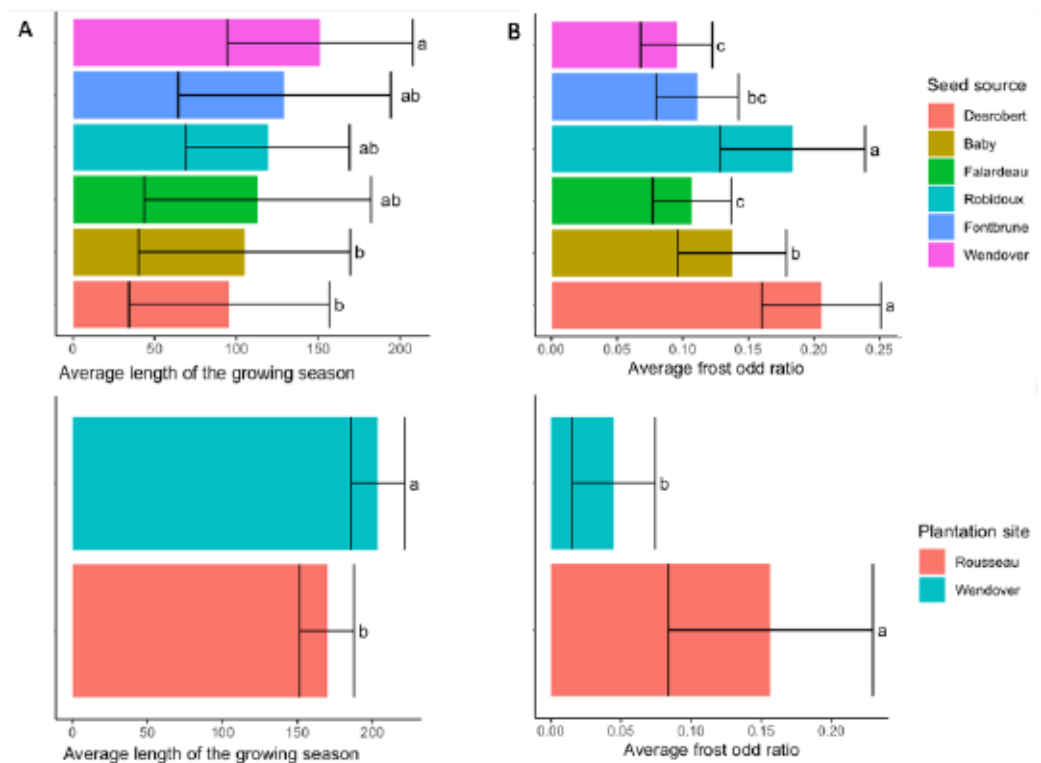 A
a
ab
ab
ab
b
b
0
50
100
150
200
Average length of the growing season
B
c
bc
a
c
b
a
0.00
0.05
0.10
0.15
0.20
0.25
Average frost odd ratio
Seed source
Desrobert
Baby
Falardeau
Robidoux
Fontbrune
Wendover
a
b
0
50
100
150
200
Average length of the growing season
b
a
0.00
0.05
0.10
0.15
0.20
Average frost odd ratio
Plantation site
Rousseau
Wendover